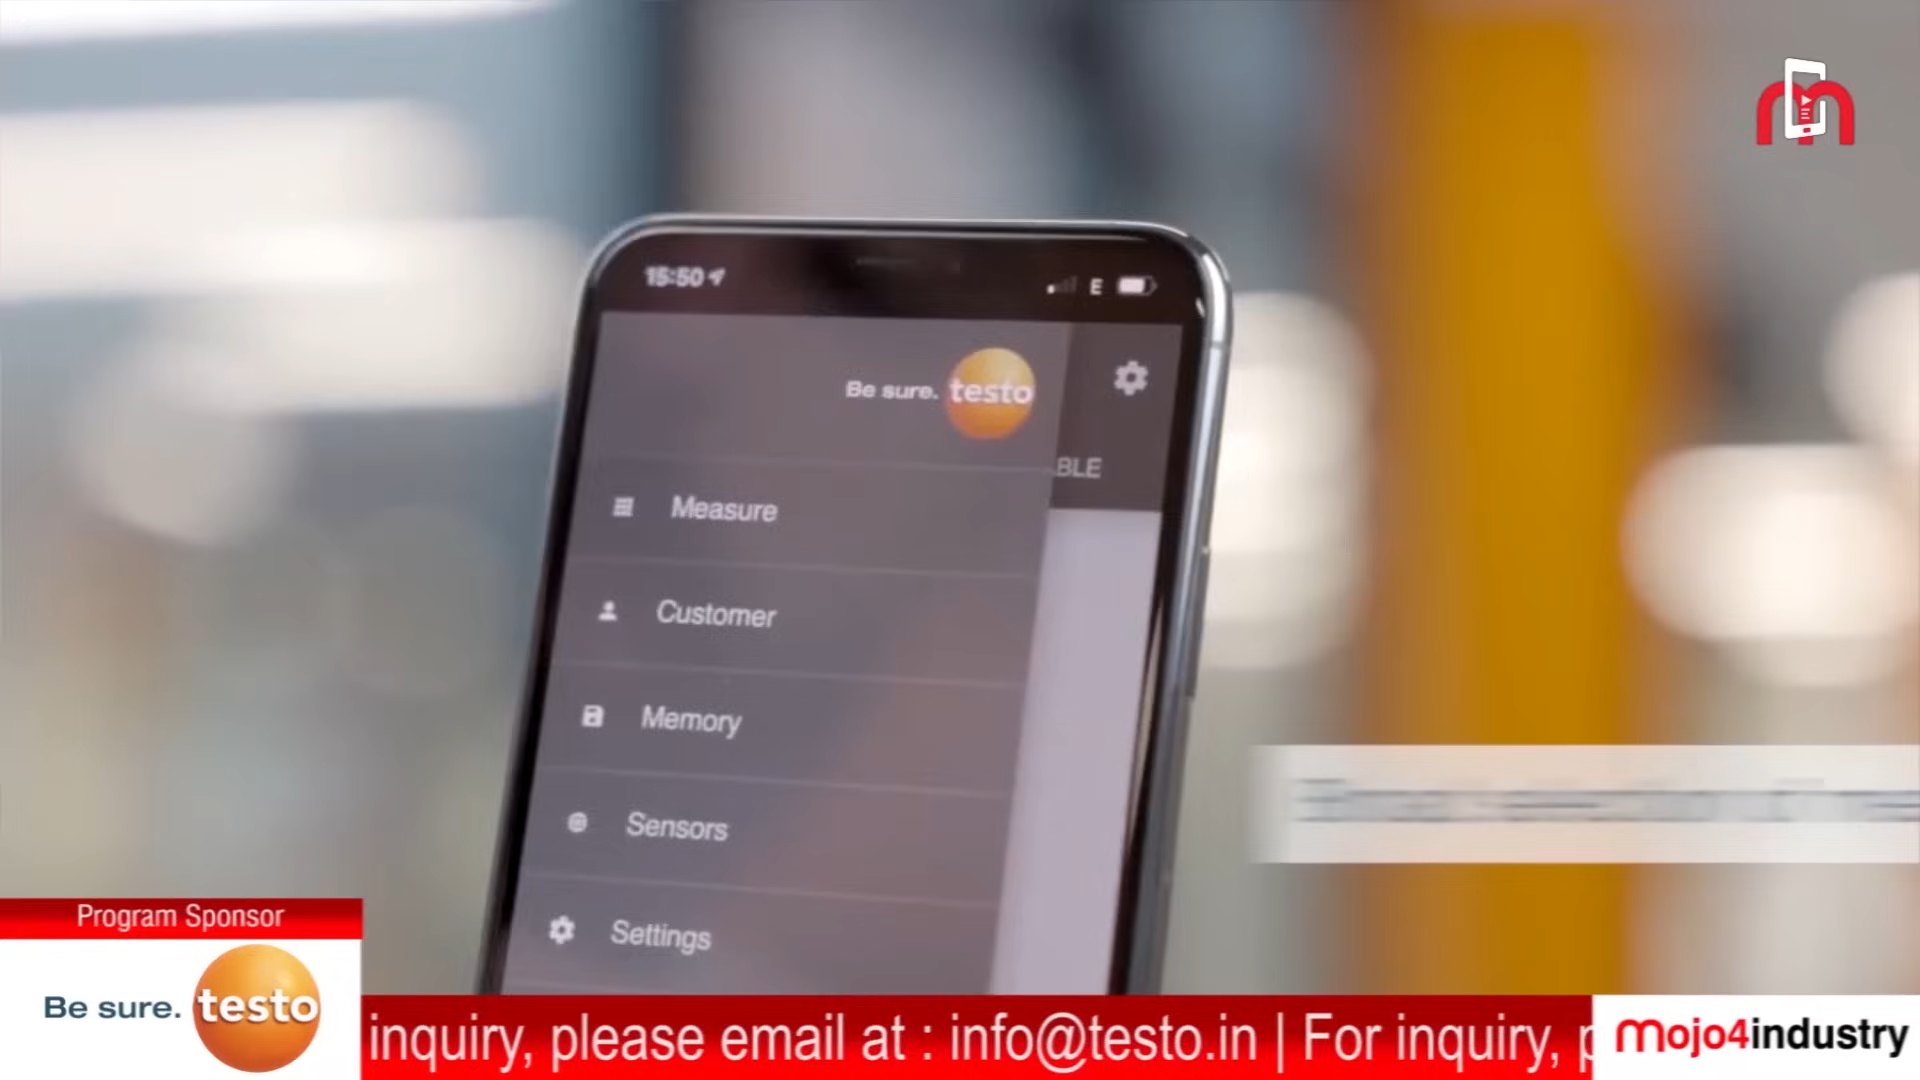 15:50
E
Be sure. testo
BLE
Measure
Customer
Memory
Sensors
Settings
Program Sponsor
Be sure. testo
inquiry, please email at : info@testo.in | For inquiry, p
mojo4industry